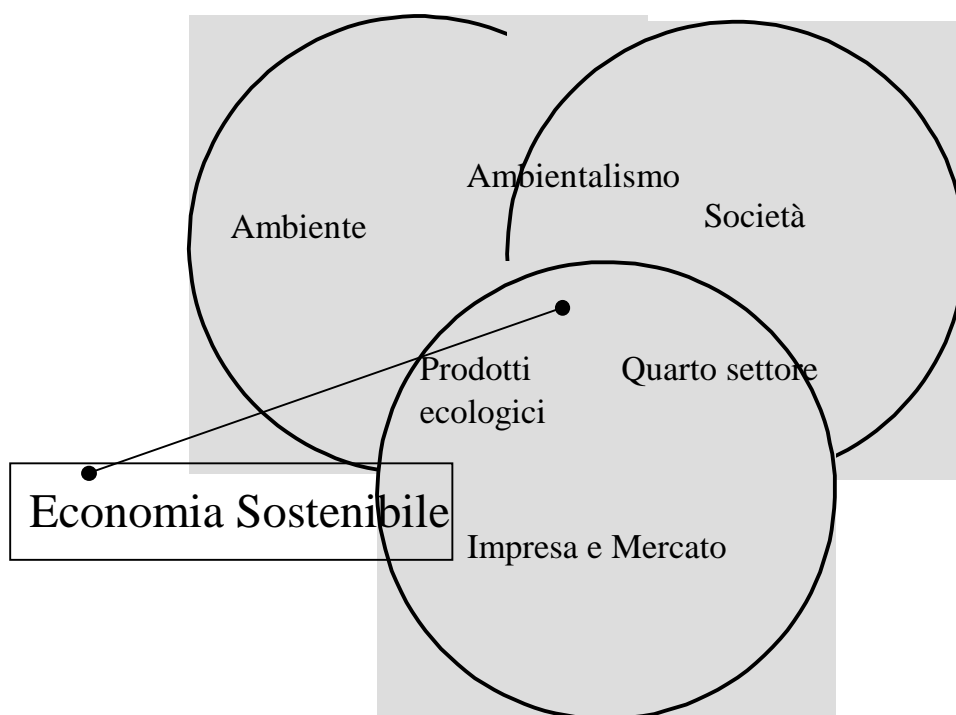 Ambientalismo
Società
Ambiente
Prodotti
ecologici
Quarto settore
Economia Sostenibile
Impresa e Mercato